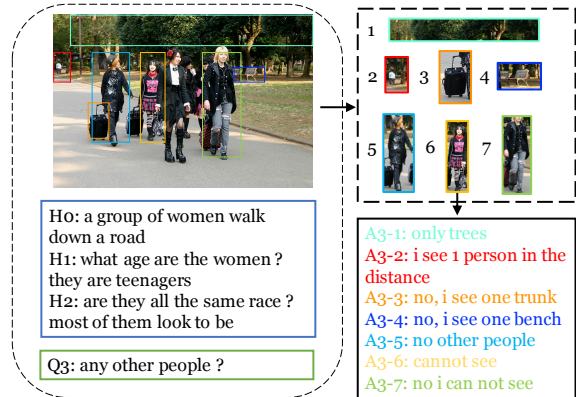 H0: a group of women walk
down a road
H1: what age are the women ?
they are teenagers
H2: are they all the same race ?
most of them look to be
Q3: any other people ?
1
2
3
4
5
6
7
A3-1: only trees
A3-2: i see 1 person in the
distance
A3-3: no, i see one trunk
A3-4: no, i see one bench
A3-5: no other people
A3-6: cannot see
A3-7: no i can not see